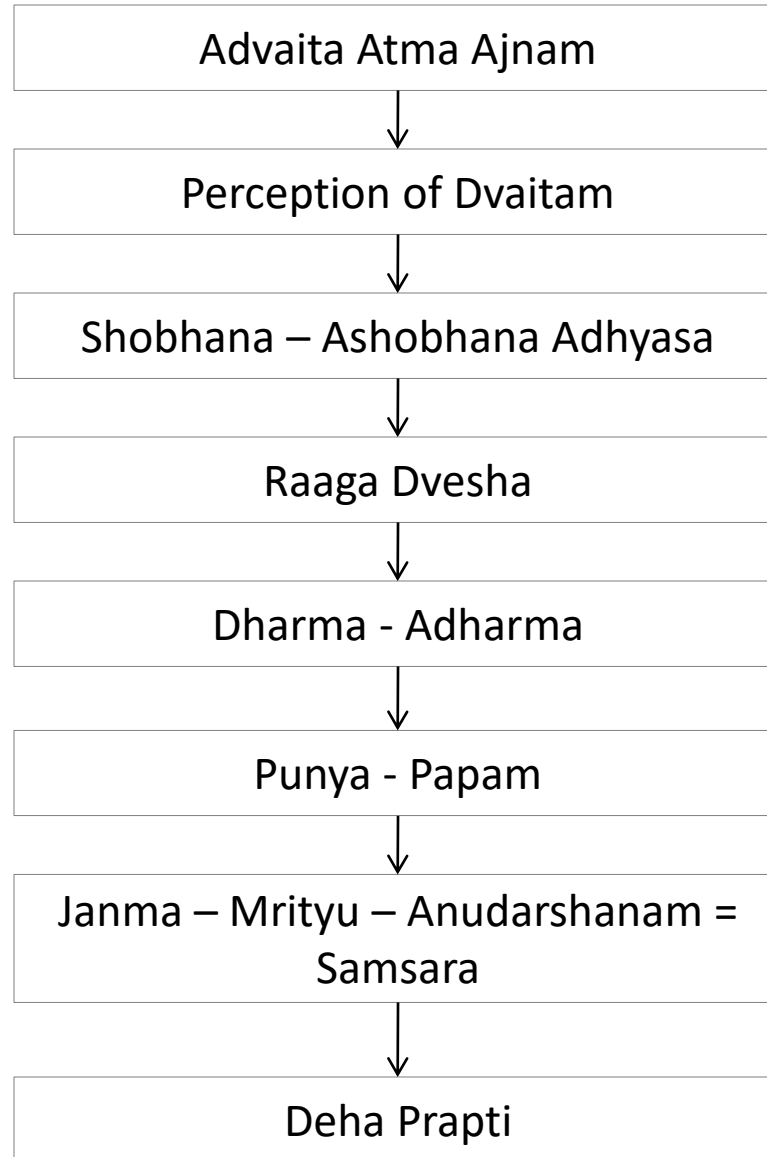 Advaita Atma Ajnam
Perception of Dvaitam
Shobhana – Ashobhana Adhyasa
Raaga Dvesha
Dharma - Adharma
Punya - Papam
Janma – Mrityu – Anudarshanam =
Samsara
Deha Prapti